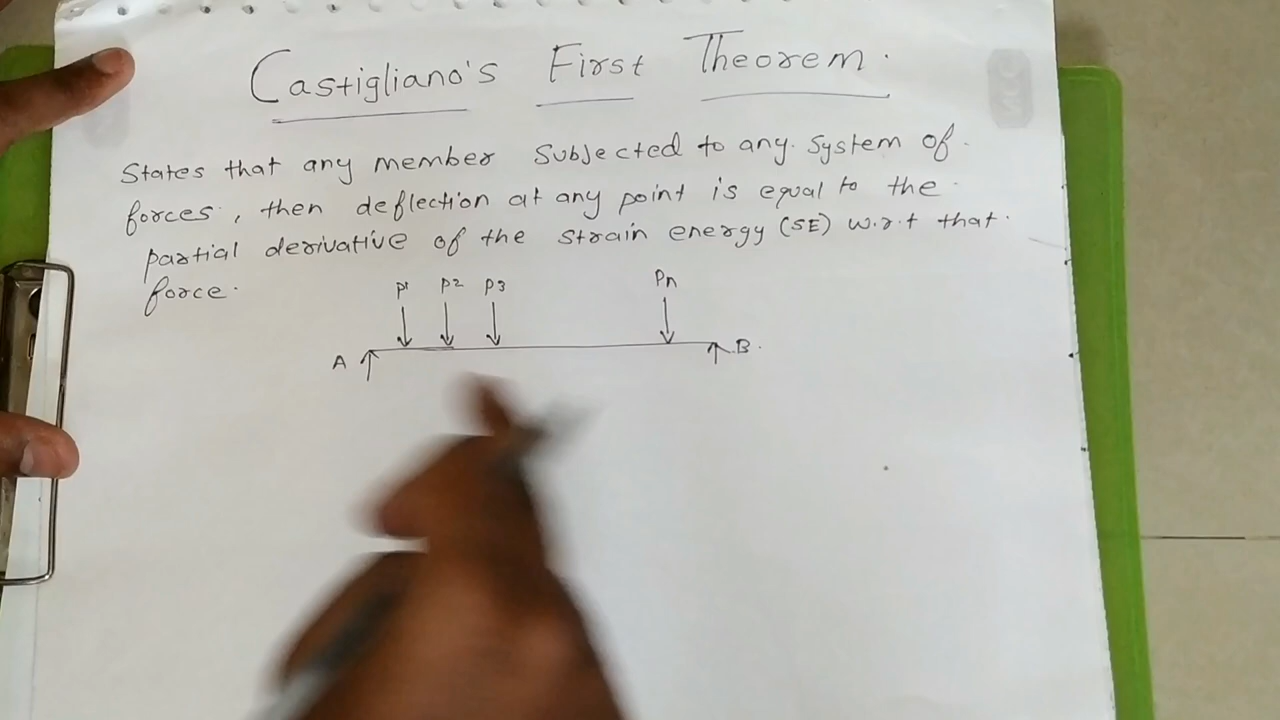 Castigliano's First Theorem.
States that any member Subjected to any. System of.
forces, then deflection at any point is equal to the.
partial derivative of the strain energy (SE) w.r.t that.
force.
P1 P2 P3 Pn
A B.